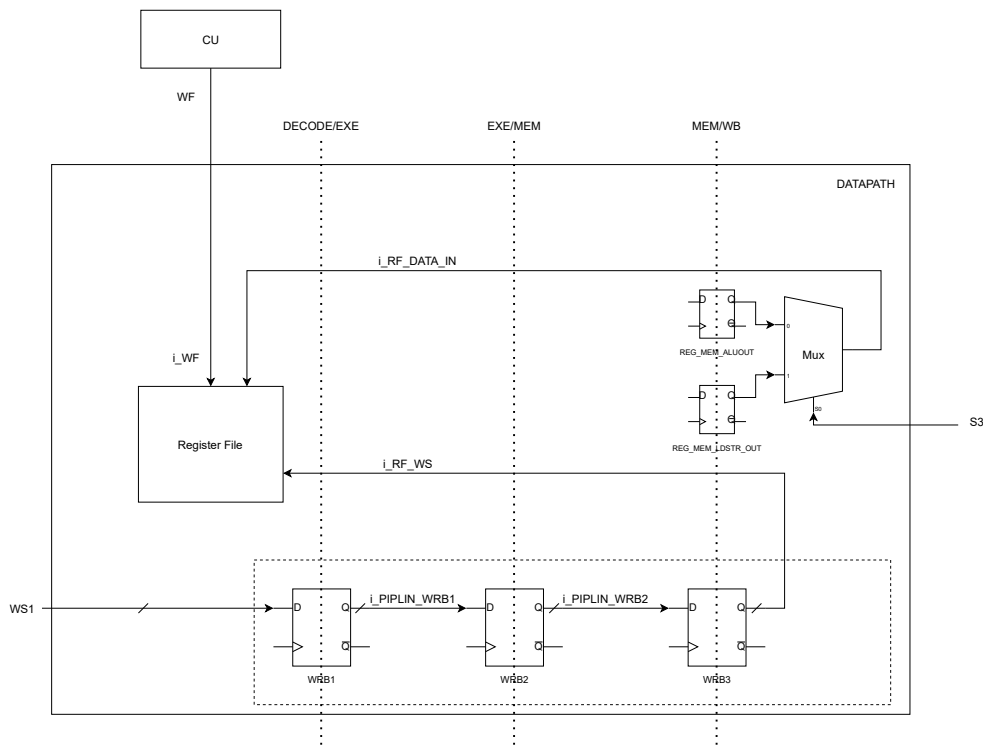 CU
WF
DECODE/EXE
EXE/MEM
MEM/WB
DATAPATH
i_RF_DATA_IN
D
Q
Q
REG_MEM_ALUOUT
0
Mux
1
S0
i_WF
Register File
D
Q
Q
REG_MEM_LDSTR_OUT
S3
i_RF_WS
WS1
D
Q
Q
WRB1
i_PIPLIN_WRB1
D
Q
Q
WRB2
i_PIPLIN_WRB2
D
Q
Q
WRB3